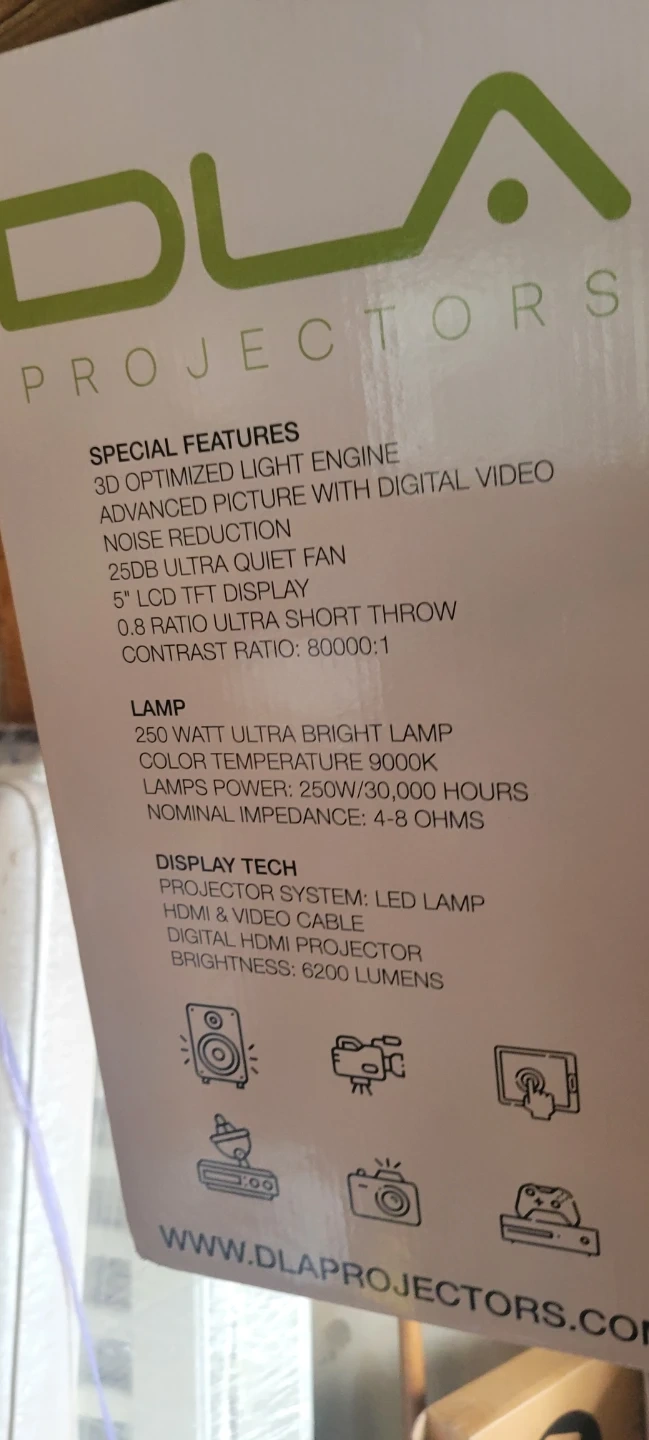 DLA
PROJECTORS
SPECIAL FEATURES
3D OPTIMIZED LIGHT ENGINE
ADVANCED PICTURE WITH DIGITAL VIDEO
NOISE REDUCTION
25DB ULTRA QUIET FAN
5" LCD TFT DISPLAY
0.8 RATIO ULTRA SHORT THROW
CONTRAST RATIO: 80000:1
LAMP
250 WATT ULTRA BRIGHT LAMP
COLOR TEMPERATURE 9000K
LAMPS POWER: 250W/30,000 HOURS
NOMINAL IMPEDANCE: 4-8 OHMS
DISPLAY TECH
PROJECTOR SYSTEM: LED LAMP
HDMI & VIDEO CABLE
DIGITAL HDMI PROJECTOR
BRIGHTNESS: 6200 LUMENS
WWW.DLAPROJECTORS.CO